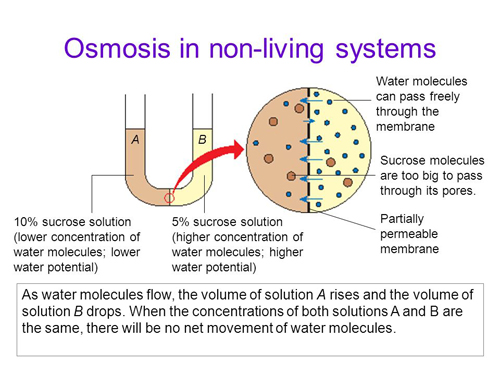 Osmosis in non-living systems
Water molecules
can pass freely
through the
membrane
A
B
Sucrose molecules
are too big to pass
through its pores.
Partially
permeable
membrane
10% sucrose solution
(lower concentration of
water molecules; lower
water potential)
5% sucrose solution
(higher concentration of
water molecules; higher
water potential)
As water molecules flow, the volume of solution A rises and the volume of
solution B drops. When the concentrations of both solutions A and B are
the same, there will be no net movement of water molecules.